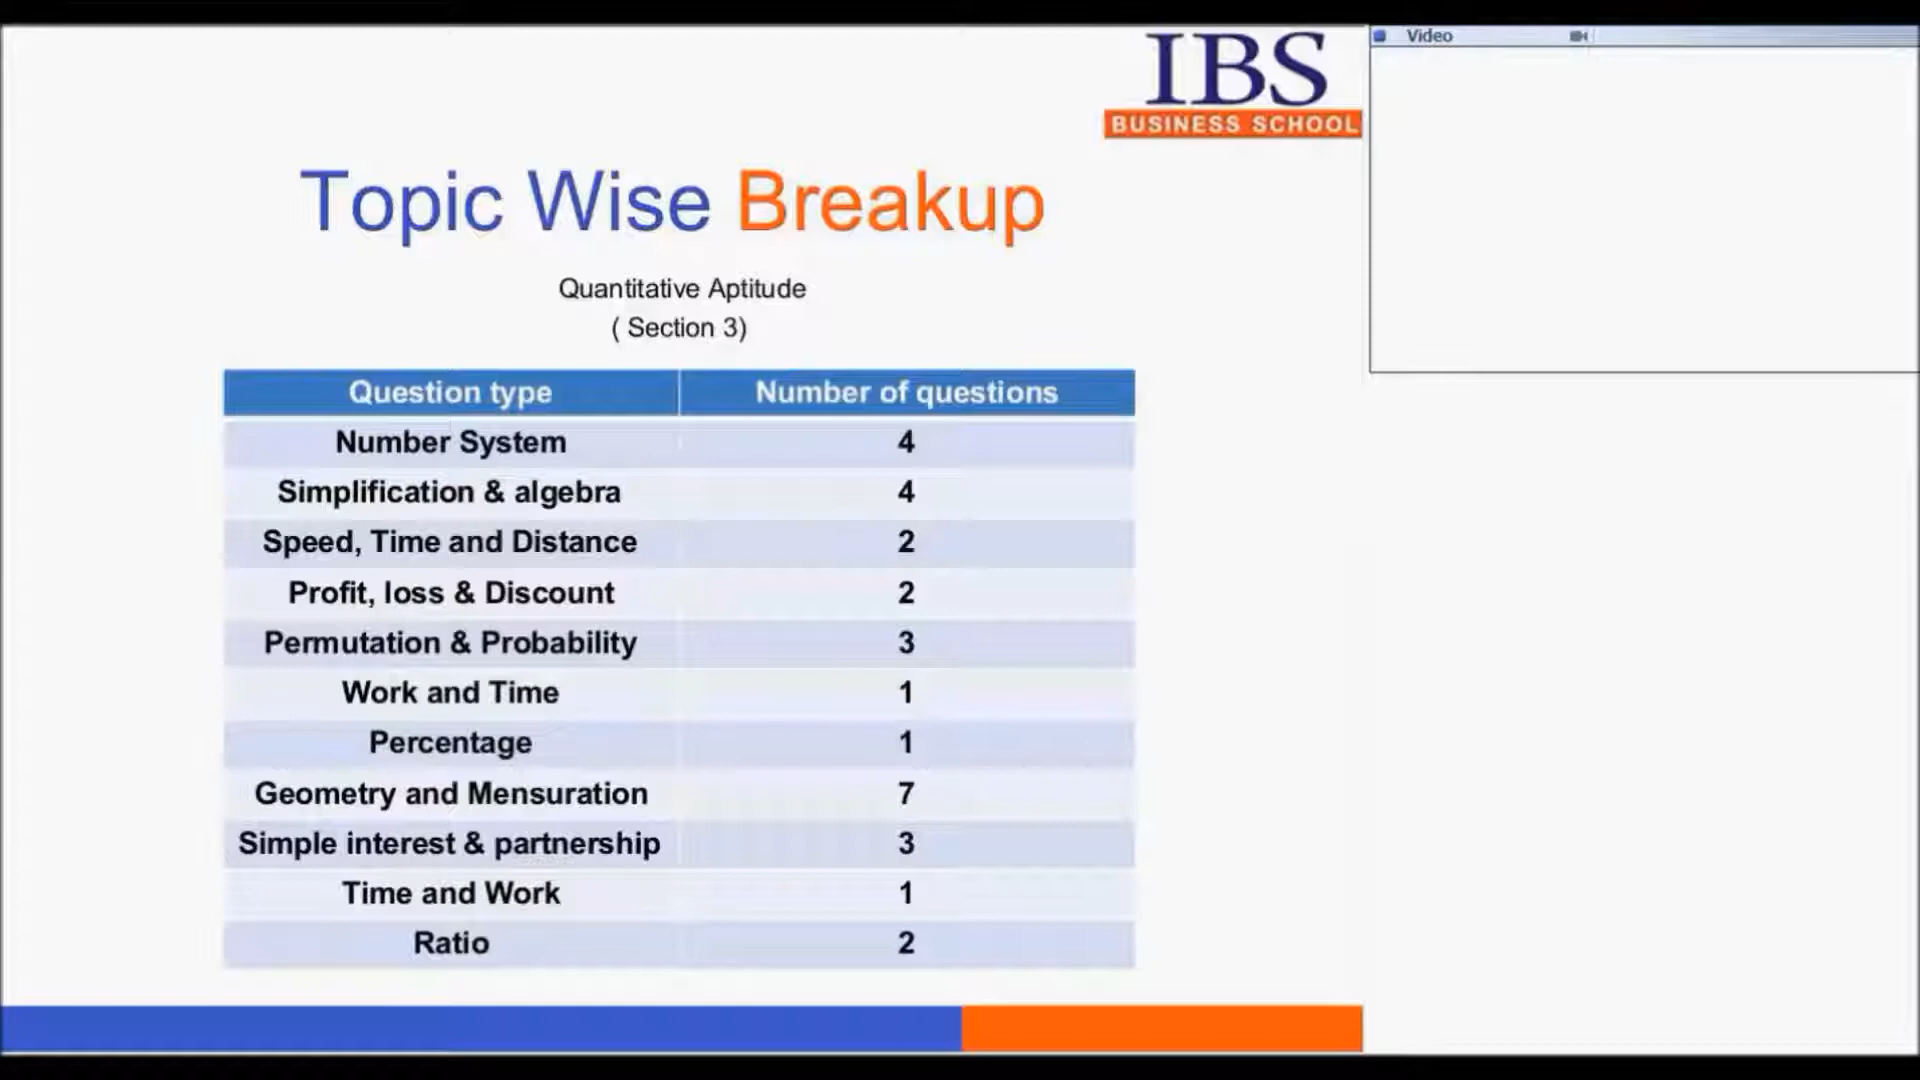 IBS
BUSINESS SCHOOL
Video
Topic Wise Breakup
Quantitative Aptitude
( Section 3)
Question type Number of questions
Number System 4
Simplification & algebra 4
Speed, Time and Distance 2
Profit, loss & Discount 2
Permutation & Probability 3
Work and Time 1
Percentage 1
Geometry and Mensuration 7
Simple interest & partnership 3
Time and Work 1
Ratio 2